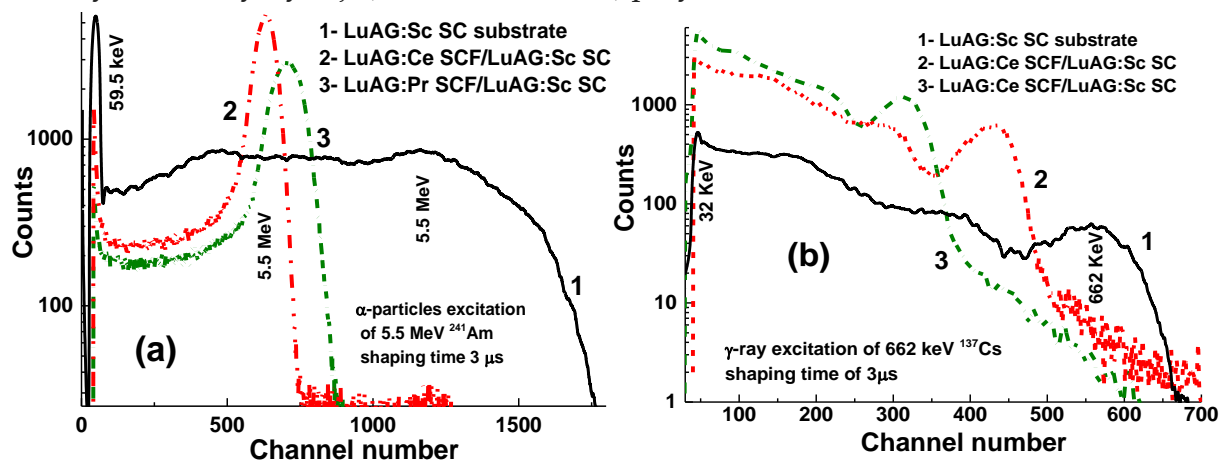 1- LuAG:Sc SC substrate
2- LuAG:Ce SCF/LuAG:Sc SC
3- LuAG:Pr SCF/LuAG:Sc SC
59.5 keV
2
3
1
5.5 MeV
5.5 MeV
α-particles excitation
of 5.5 MeV ²⁴¹Am
shaping time 3 μs
(a)
1000
100
Counts
0 500 1000 1500
Channel number
1- LuAG:Sc SC substrate
2- LuAG:Ce SCF/LuAG:Sc SC
3- LuAG:Ce SCF/LuAG:Sc SC
32 KeV
2
3
1
662 KeV
(b)
γ-ray excitation of 662 keV ¹³⁷Cs
shaping time of 3μs
1000
100
10
1
Counts
100 200 300 400 500 600 700
Channel number